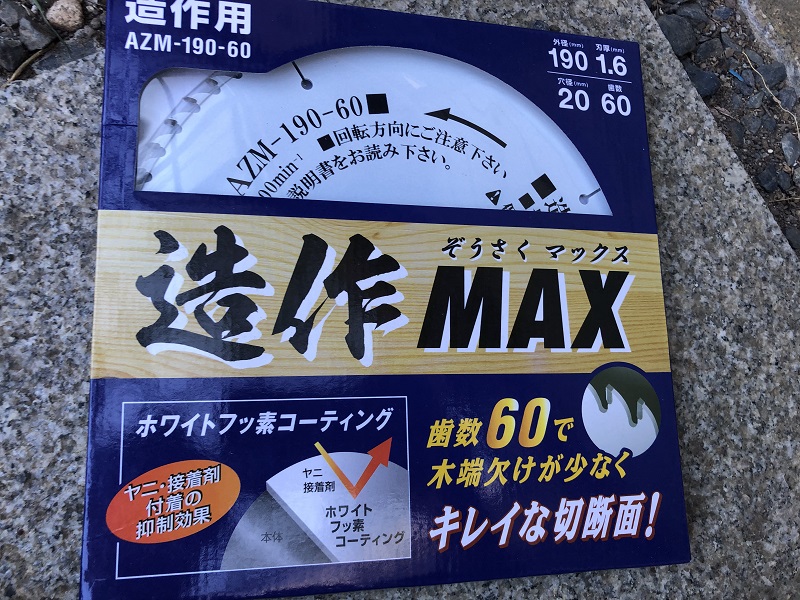 造作用
AZM-190-60
外径(mm) 刃厚(mm)
190 1.6
穴径(mm) 歯数
20 60
AZM-190-60■
■回転方向にご注意下さい
00min-1
説明書をお読み下さい。
ぞうさく マックス
造作MAX
ホワイトフッ素コーティング
ヤニ・接着剤
付着の
抑制効果
ヤニ
接着剤
ホワイト
フッ素
コーティング
本体
歯数60で
木端欠けが少なく
キレイな切断面!